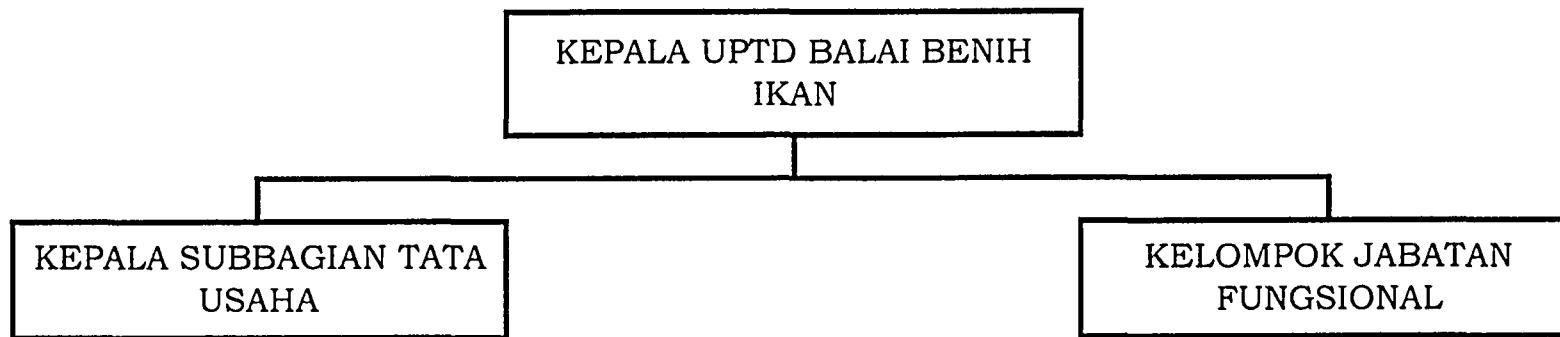 KEPALA UPTD BALAI BENIH
IKAN
KEPALA SUBBAGIAN TATA
USAHA
KELOMPOK JABATAN
FUNGSIONAL